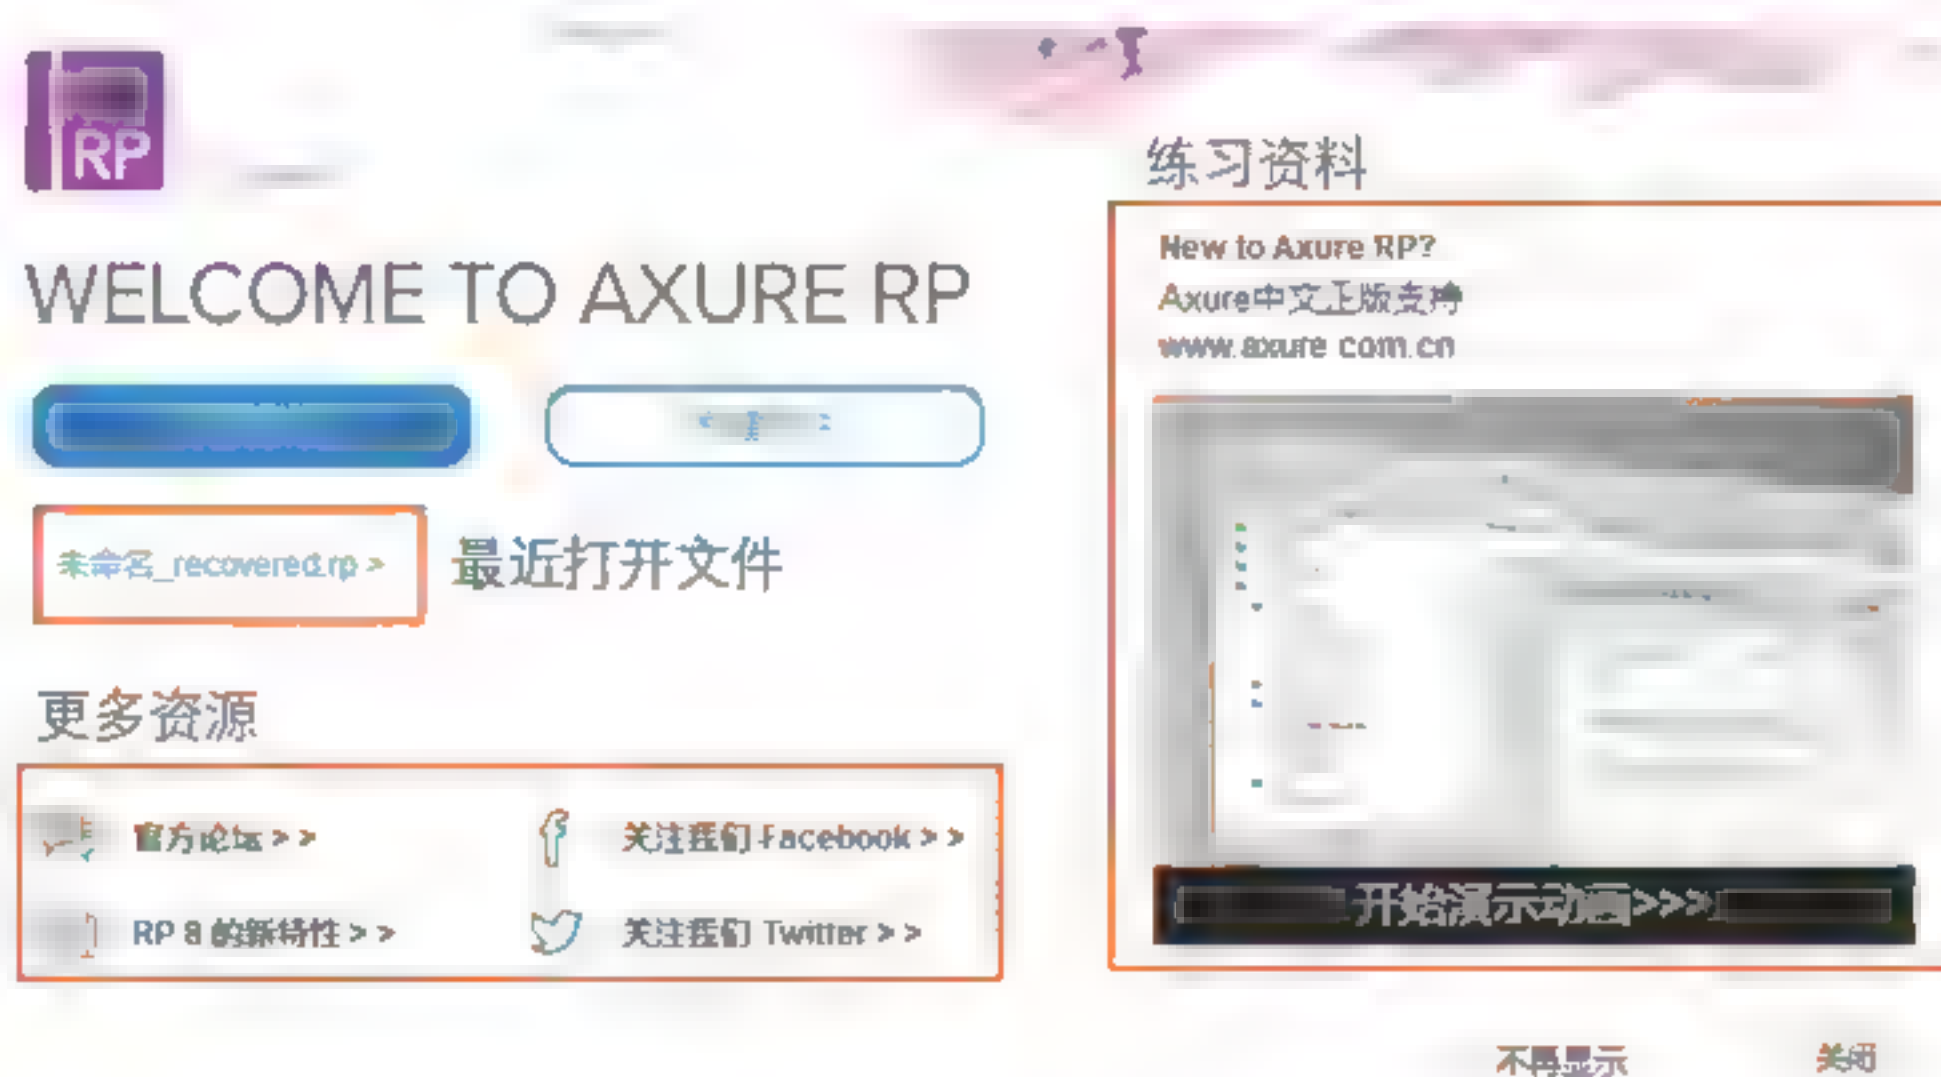 RP
WELCOME TO AXURE RP
未命名_recovered.rp >
最近打开文件
更多资源
官方论坛 > >
关注我们 Facebook > >
RP 8 的新特性 > >
关注我们 Twitter > >
练习资料
New to Axure RP?
Axure中文正版支持
www.axure.com.cn
开始演示动画>>>
不再显示
关闭